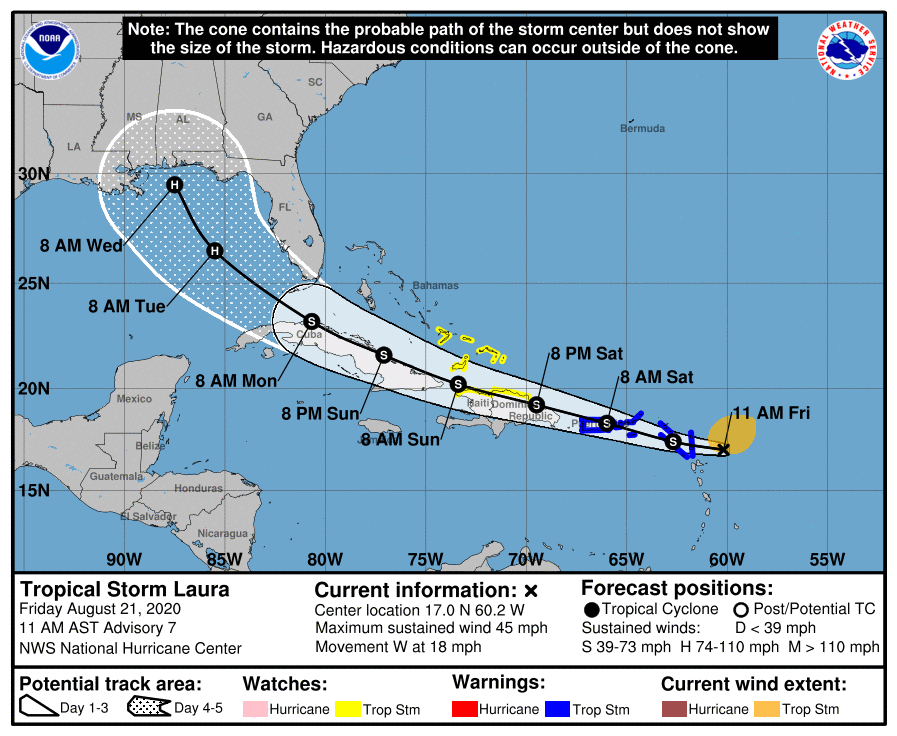 Note: The cone contains the probable path of the storm center but does not show
the size of the storm. Hazardous conditions can occur outside of the cone.
NOAA
NATIONAL WEATHER SERVICE
SC
MS
AL
GA
Bermuda
LA
30N
FL
8 AM Wed
25N
Bahamas
8 AM Tue
Cuba
8 PM Sat
8 AM Mon
8 AM Sat
20N
Mexico
Haiti
Republic
8 PM Sun
11 AM Fri
8 AM Sun
Belize
Guatemala
15N
Honduras
El Salvador
Nicaragua
90W
85W
80W
75W
70W
65W
60W
55W
H
H
S
S
S
S
S
S
Tropical Storm Laura
Friday August 21, 2020
11 AM AST Advisory 7
NWS National Hurricane Center
Current information: x
Center location 17.0 N 60.2 W
Maximum sustained wind 45 mph
Movement W at 18 mph
Forecast positions:
Tropical Cyclone
Post/Potential TC
Sustained winds:
D < 39 mph
S 39-73 mph H 74-110 mph M > 110 mph
Potential track area:
Day 1-3
Day 4-5
Watches:
Hurricane
Trop Stm
Warnings:
Hurricane
Trop Stm
Current wind extent:
Hurricane
Trop Stm